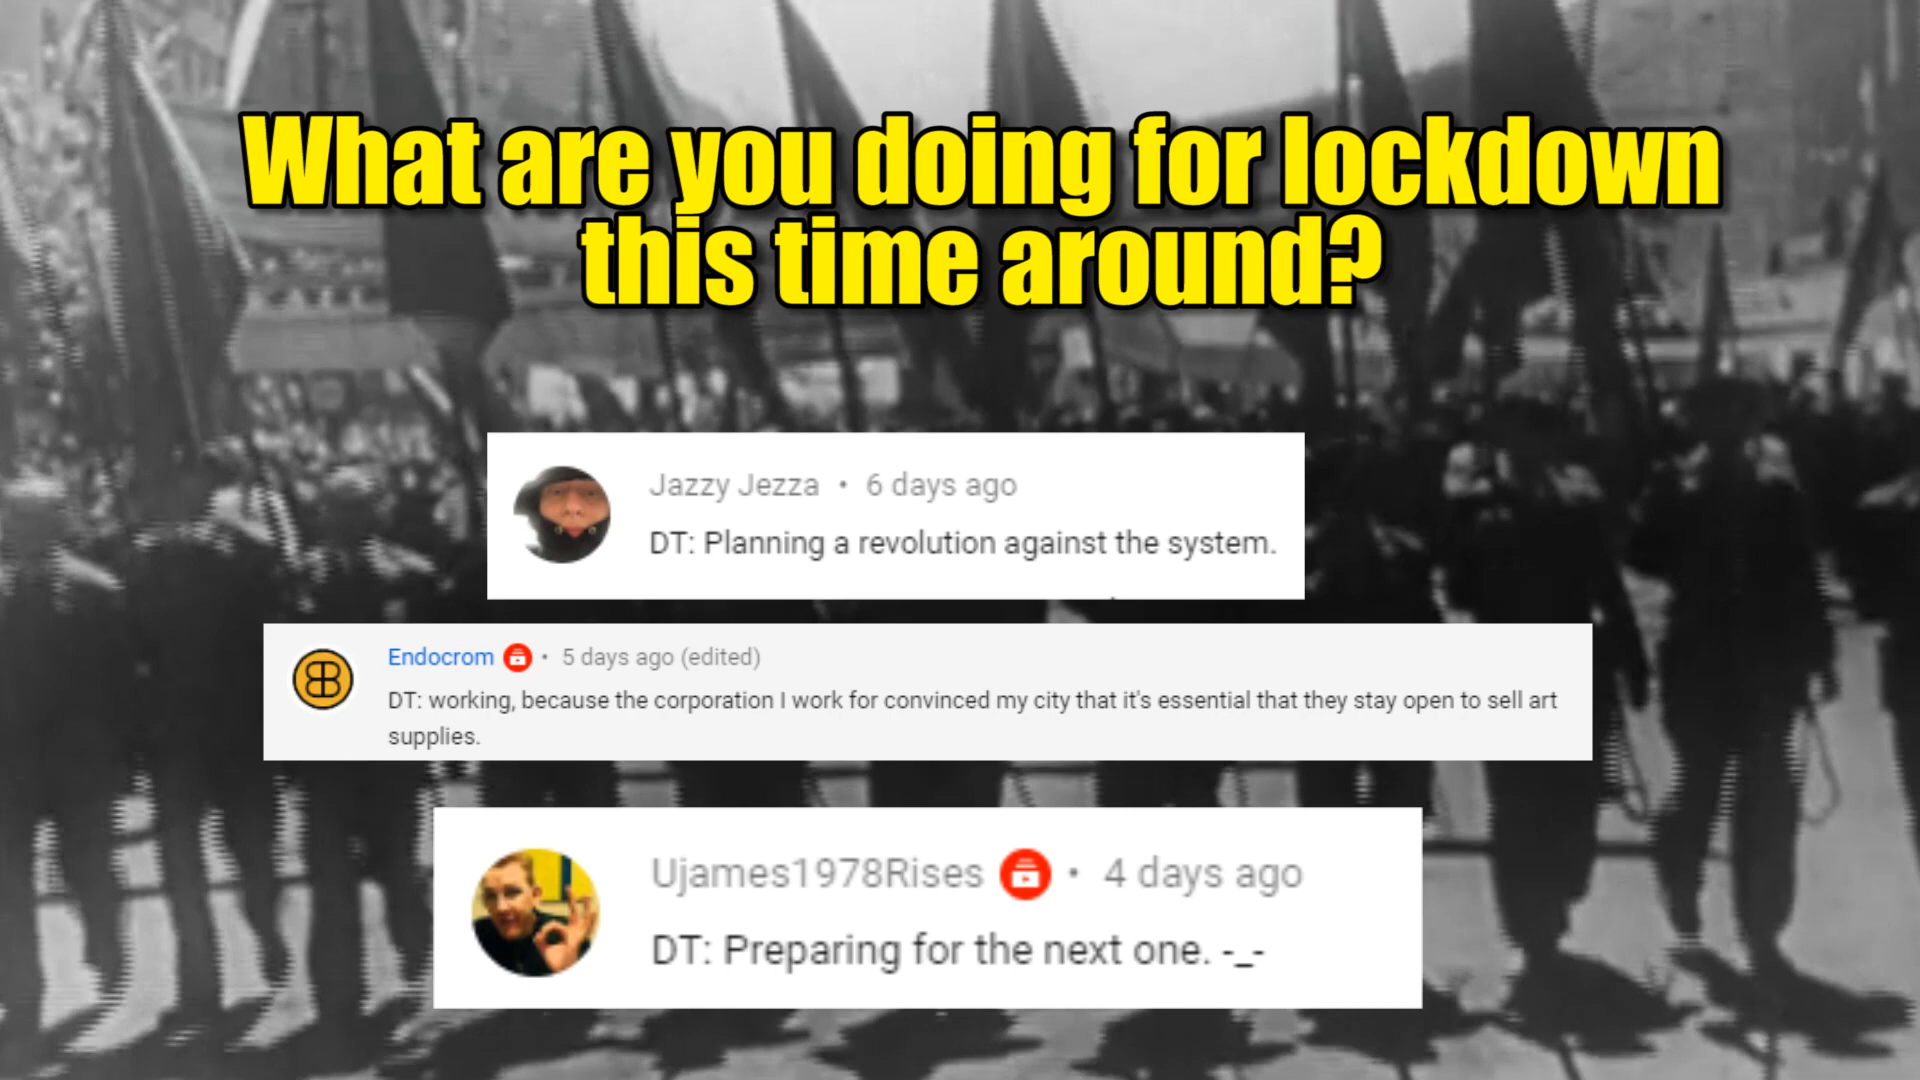 What are you doing for lockdown
this time around?
Jazzy Jezza • 6 days ago
DT: Planning a revolution against the system.
Endocrom • 5 days ago (edited)
DT: working, because the corporation I work for convinced my city that it's essential that they stay open to sell art
supplies.
Ujames1978Rises • 4 days ago
DT: Preparing for the next one. -_-